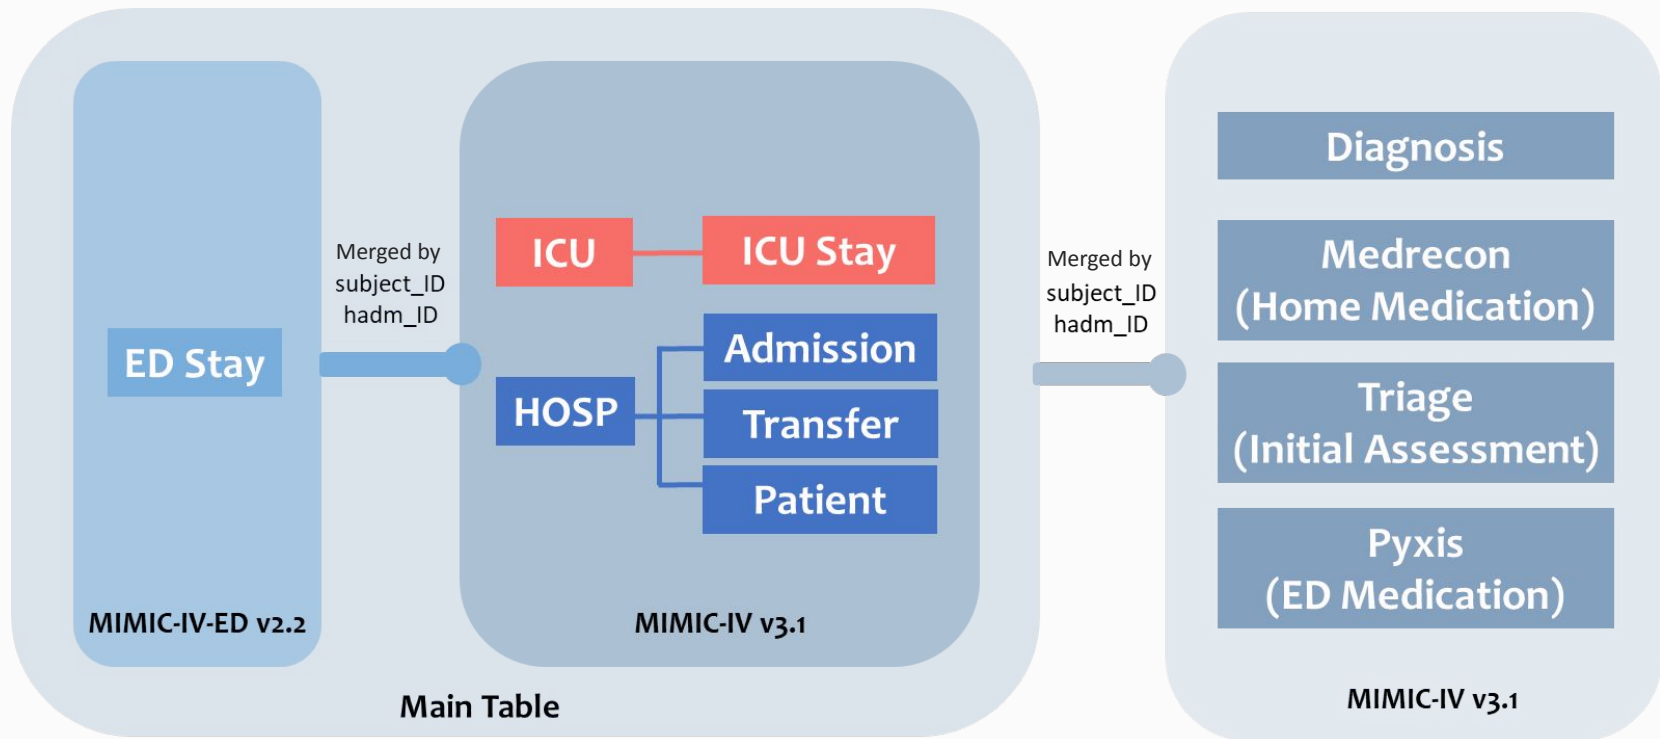 ED Stay
MIMIC-IV-ED v2.2
Merged by
subject_ID
hadm_ID
ICU
ICU Stay
HOSP
Admission
Transfer
Patient
MIMIC-IV v3.1
Main Table
Merged by
subject_ID
hadm_ID
Diagnosis
Medrecon
(Home Medication)
Triage
(Initial Assessment)
Pyxis
(ED Medication)
MIMIC-IV v3.1